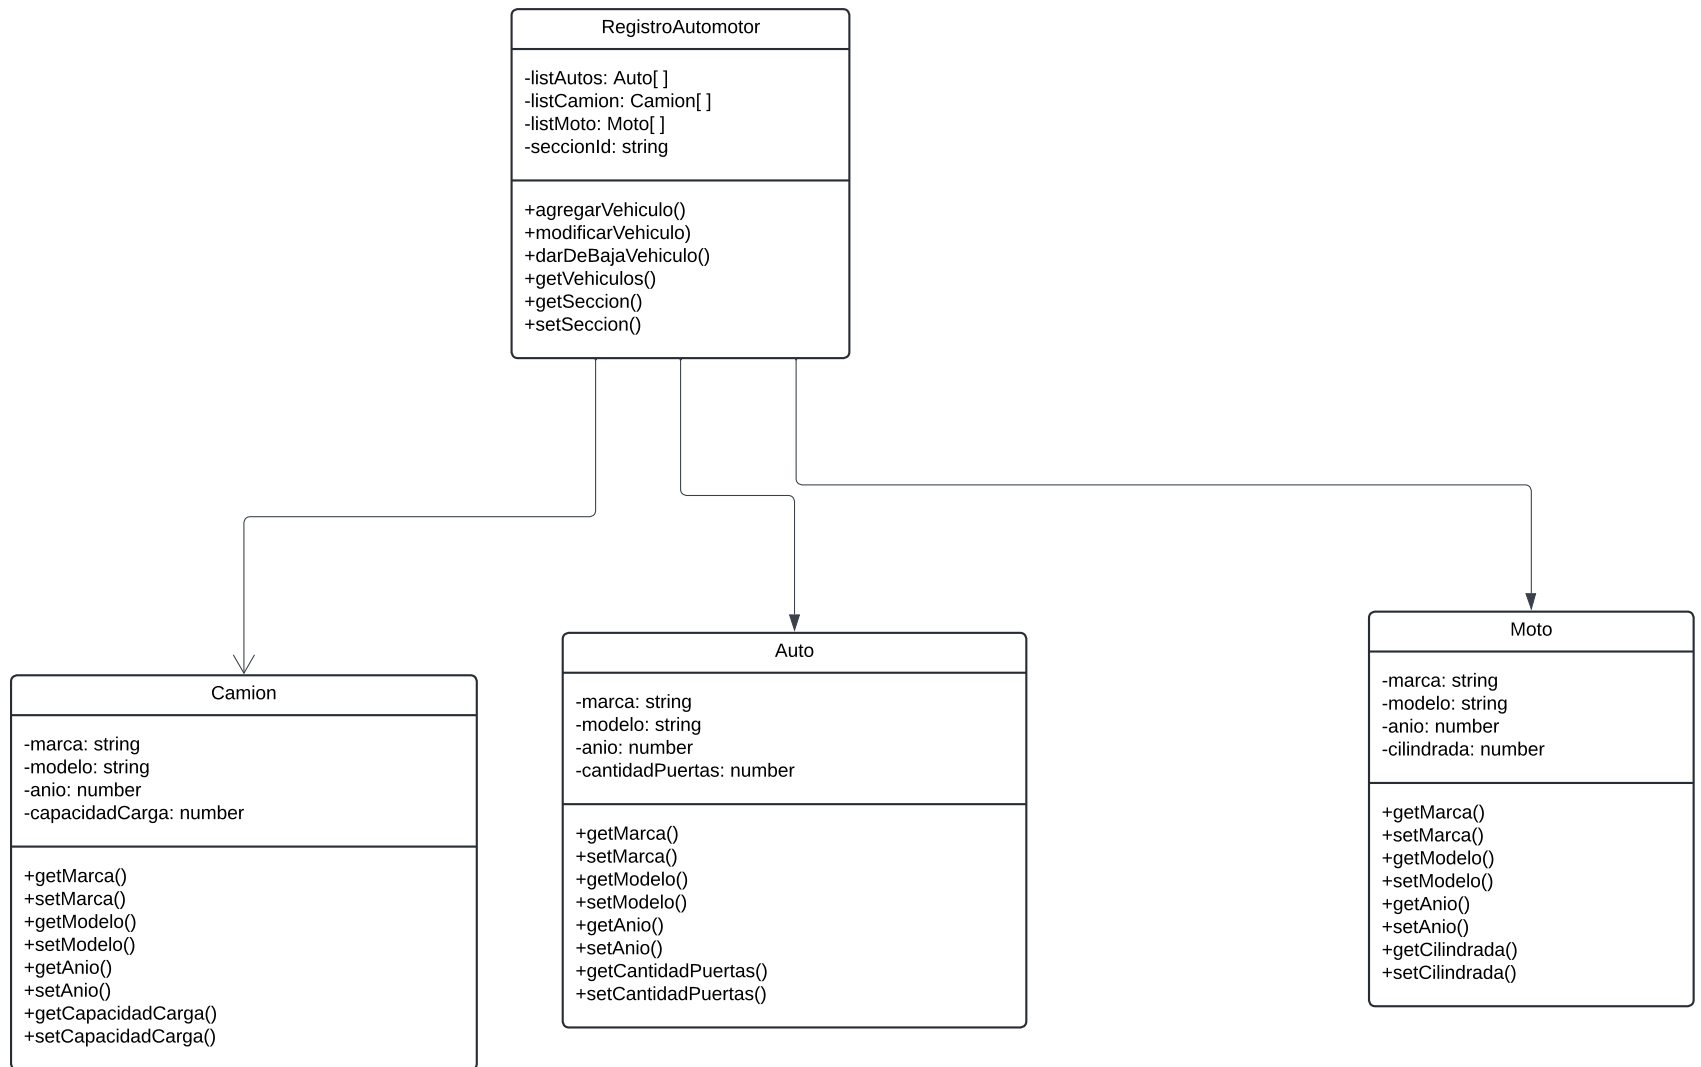 RegistroAutomotor
-listAutos: Auto[ ]
-listCamion: Camion[ ]
-listMoto: Moto[ ]
-seccionId: string
+agregarVehiculo()
+modificarVehiculo)
+darDeBajaVehiculo()
+getVehiculos()
+getSeccion()
+setSeccion()
Camion
-marca: string
-modelo: string
-anio: number
-capacidadCarga: number
+getMarca()
+setMarca()
+getModelo()
+setModelo()
+getAnio()
+setAnio()
+getCapacidadCarga()
+setCapacidadCarga()
Auto
-marca: string
-modelo: string
-anio: number
-cantidadPuertas: number
+getMarca()
+setMarca()
+getModelo()
+setModelo()
+getAnio()
+setAnio()
+getCantidadPuertas()
+setCantidadPuertas()
Moto
-marca: string
-modelo: string
-anio: number
-cilindrada: number
+getMarca()
+setMarca()
+getModelo()
+setModelo()
+getAnio()
+setAnio()
+getCilindrada()
+setCilindrada()